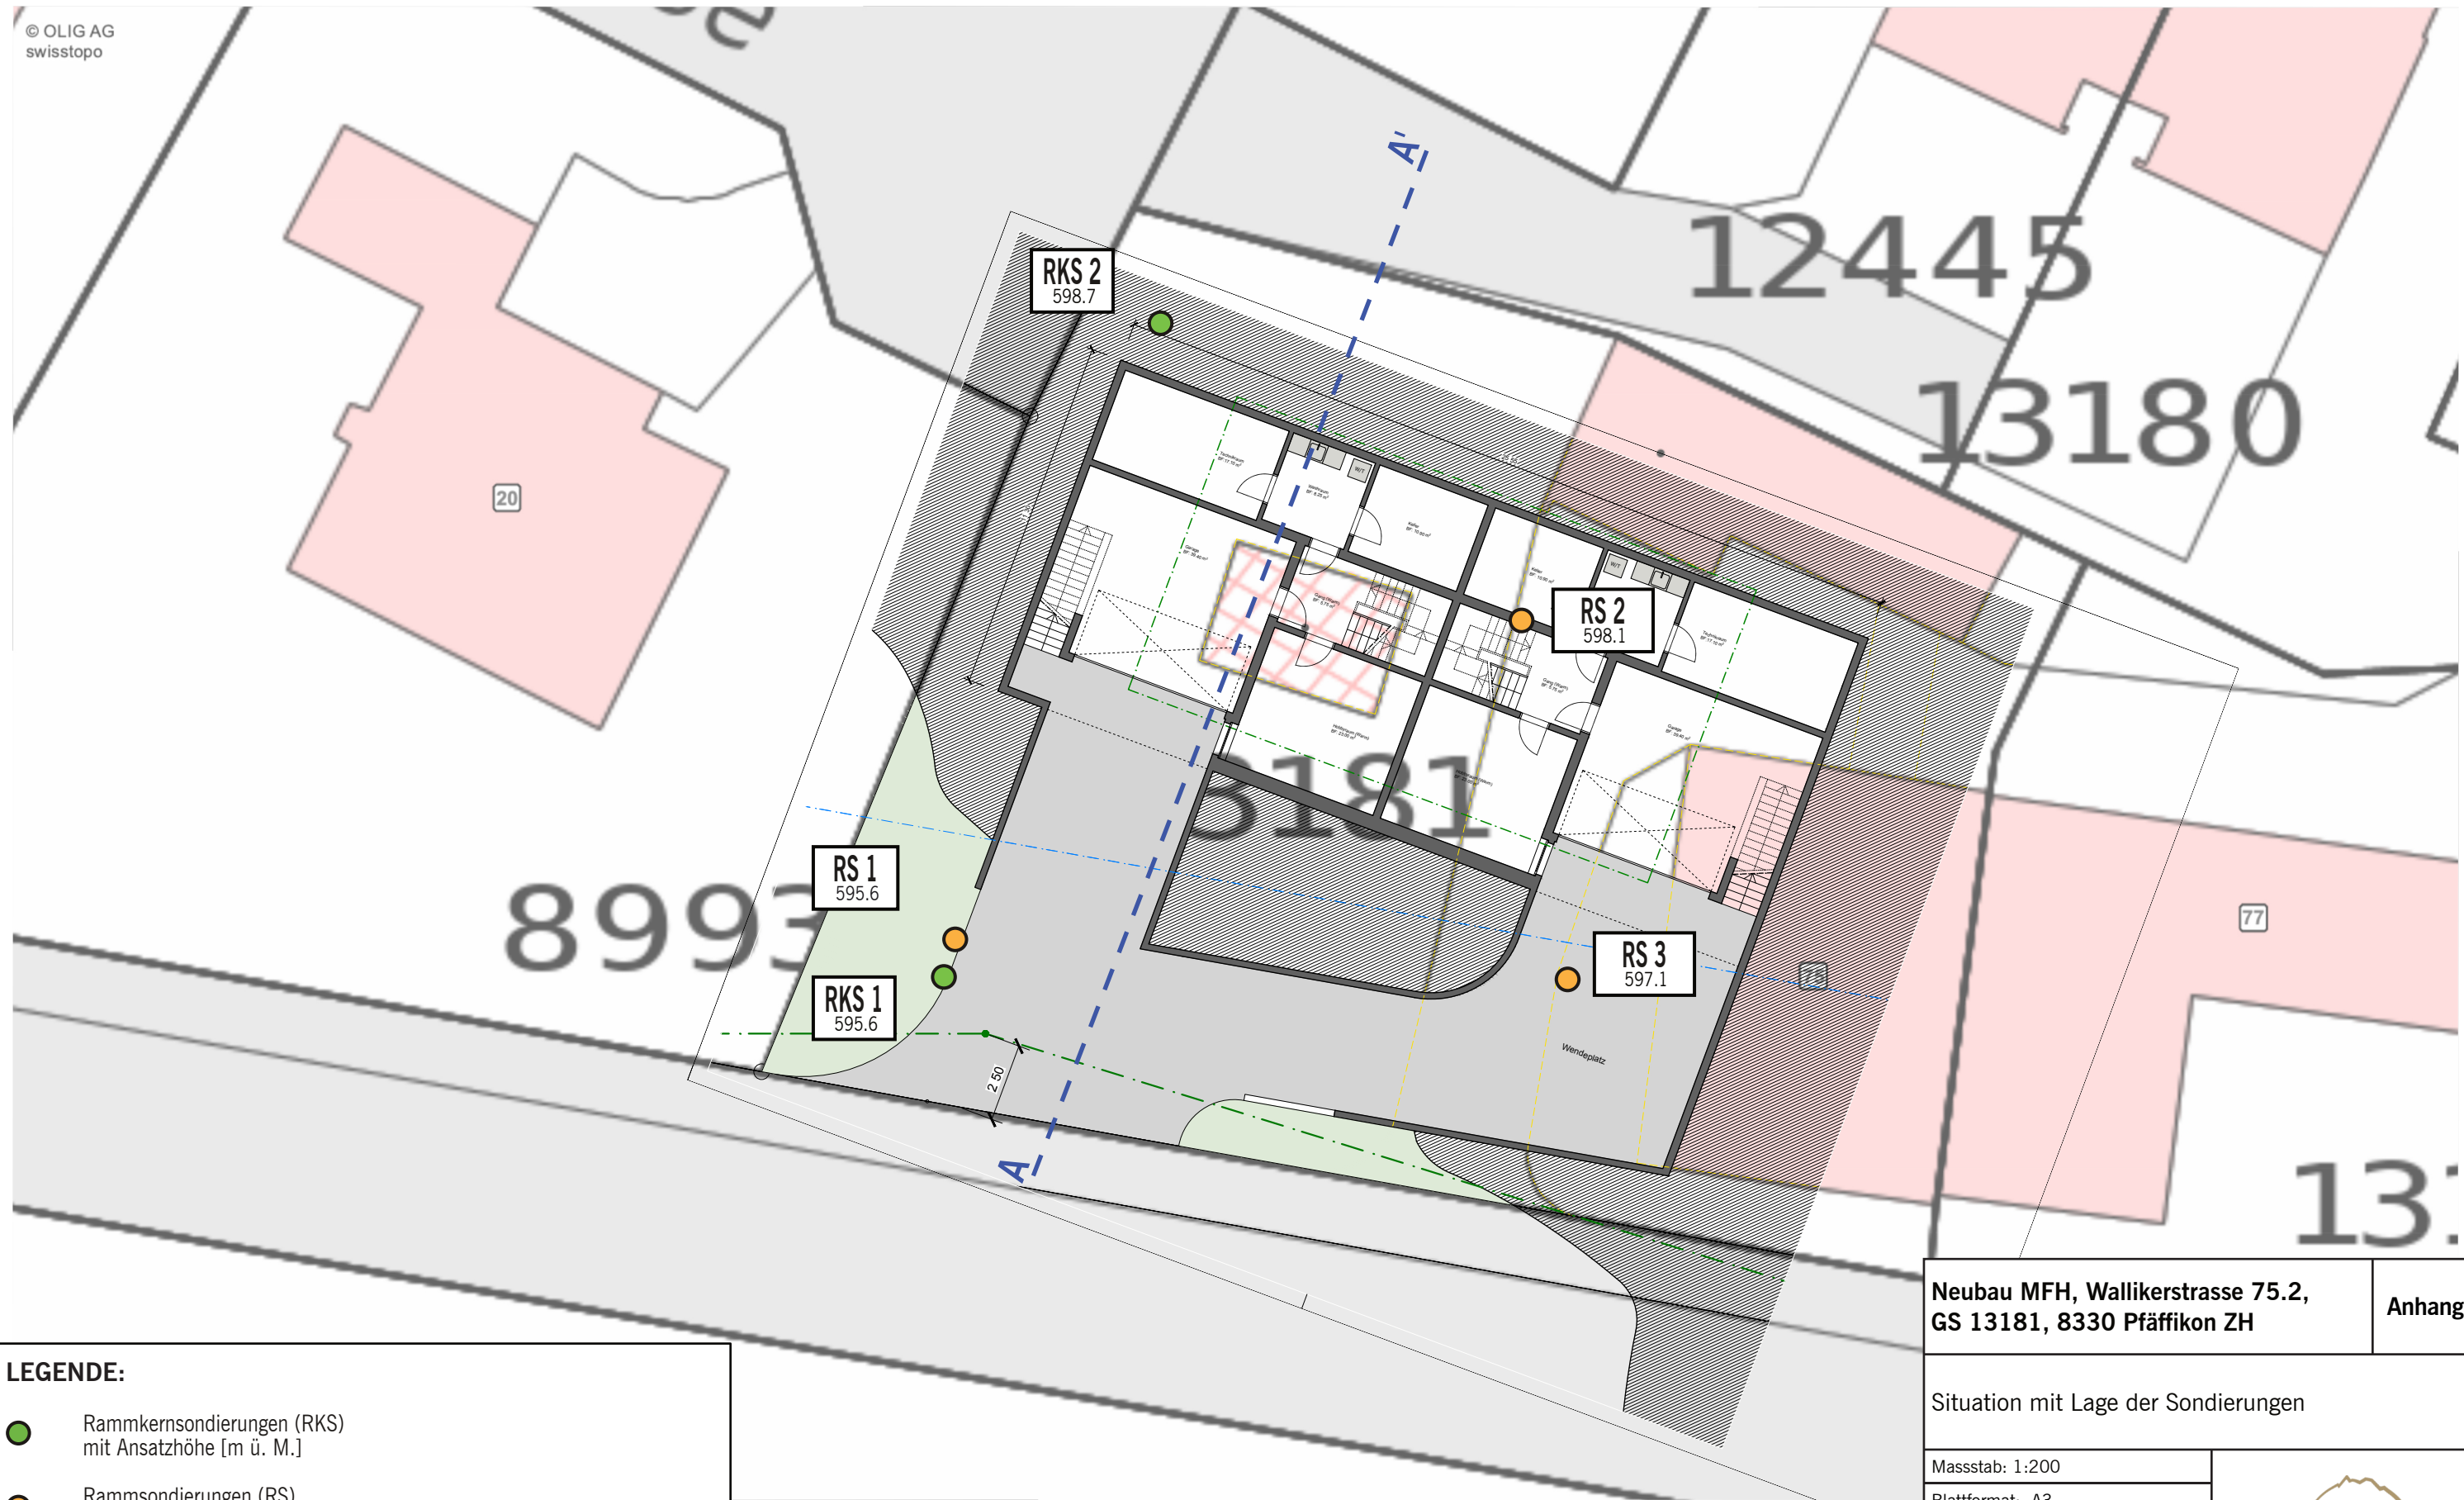 © OLIG AG
swisstopo
12445
13180
RKS 2
598.7
20
RS 2
598.1
W/T
W/T
3181
RS 1
595.6
8993
RKS 1
595.6
RS 3
597.1
77
75
Wendeplatz
2 50
A
A'
13
Neubau MFH, Wallikerstrasse 75.2,
GS 13181, 8330 Pfäffikon ZH
Anhang
Situation mit Lage der Sondierungen
Massstab: 1:200
Blattformat: A3
LEGENDE:
Rammkernsondierungen (RKS)
mit Ansatzhöhe [m ü. M.]
Rammsondierungen (RS)